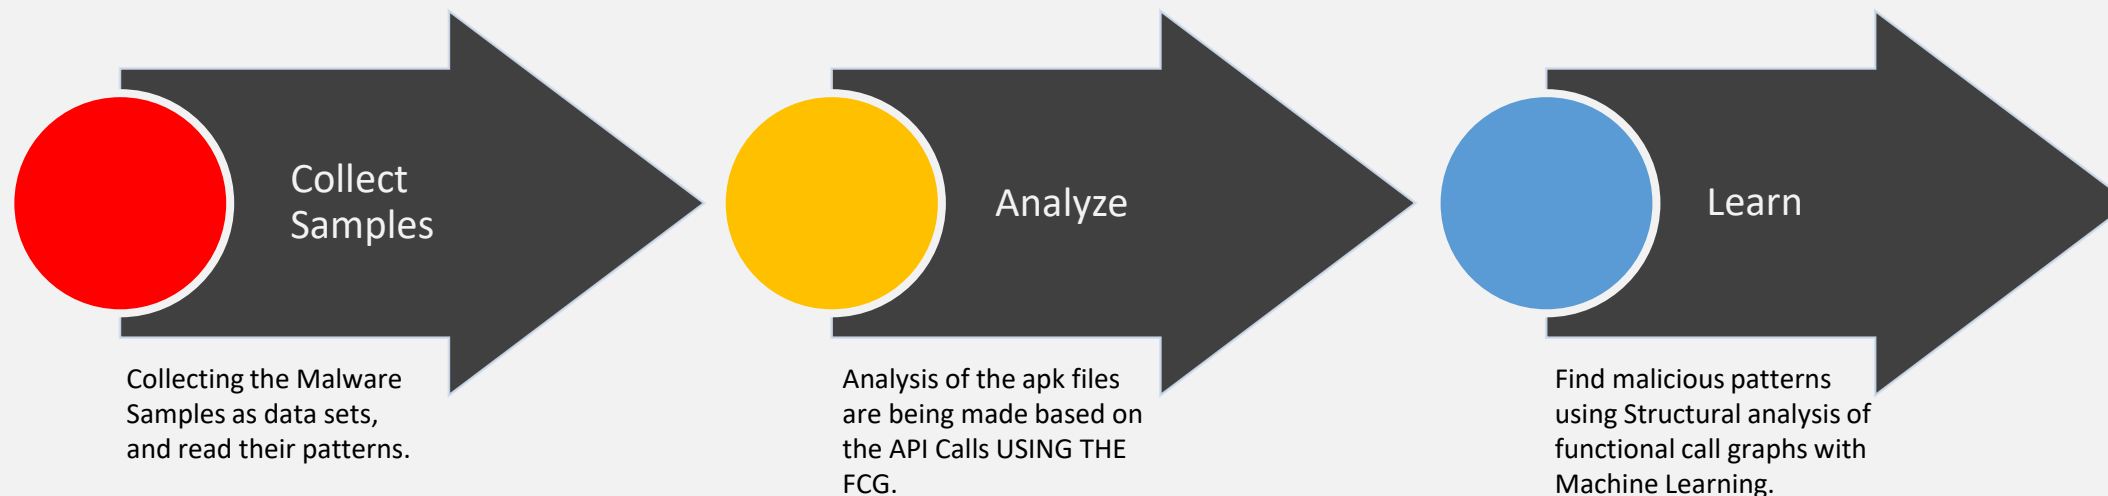 Collect
Samples
Collecting the Malware
Samples as data sets,
and read their patterns.
Analyze
Analysis of the apk files
are being made based on
the API Calls USING THE
FCG.
Learn
Find malicious patterns
using Structural analysis of
functional call graphs with
Machine Learning.